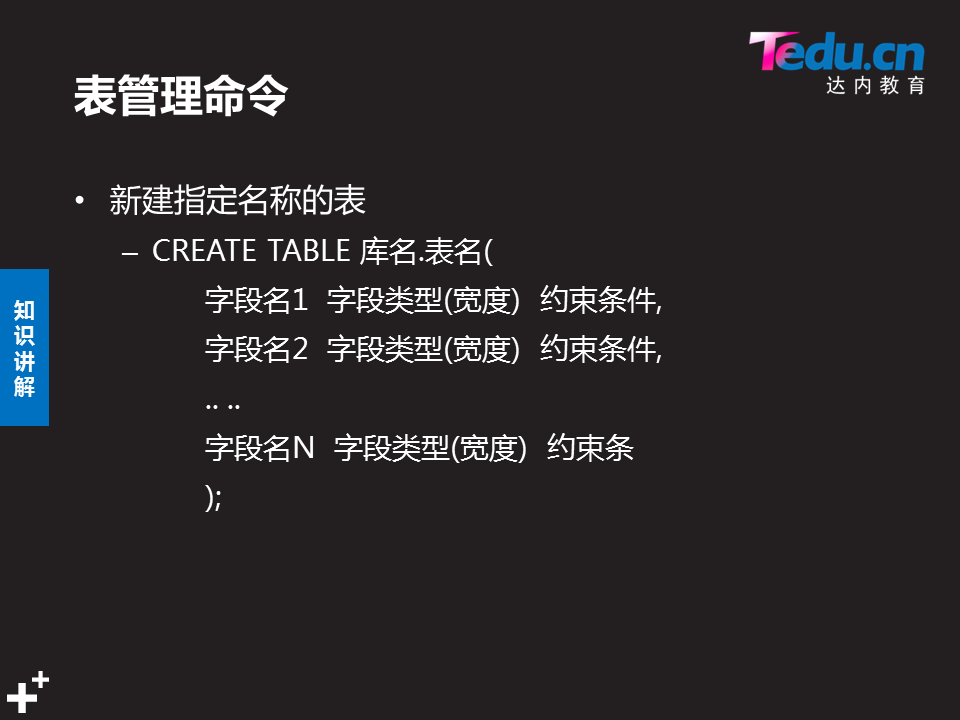 Tedu.cn
达内教育
表管理命令
• 新建指定名称的表
– CREATE TABLE 库名.表名(
字段名1 字段类型(宽度) 约束条件,
字段名2 字段类型(宽度) 约束条件,
.. ..
字段名N 字段类型(宽度) 约束条
);
知识讲解